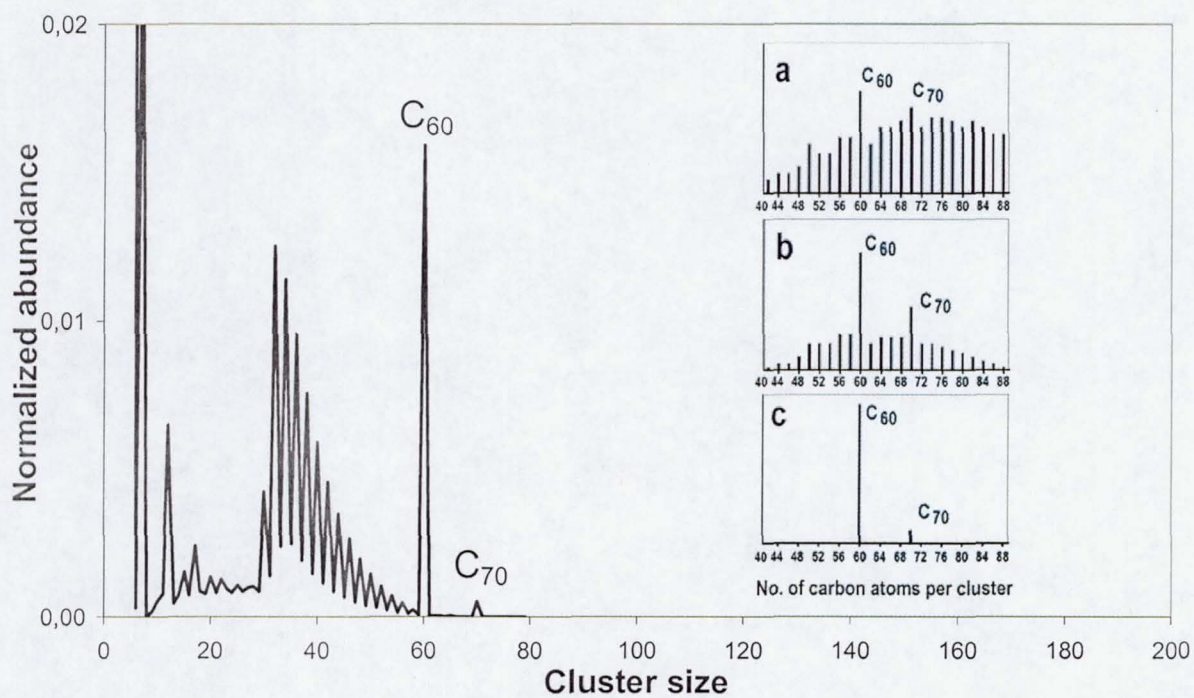 0,02
0,01
0,00
Normalized abundance
0 20 40 60 80 100 120 140 160 180 200
Cluster size
C60
C70
a
C60
C70
40 44 48 52 56 60 64 68 72 76 80 84 88
b
C60
C70
40 44 48 52 56 60 64 68 72 76 80 84 88
c
C60
C70
40 44 48 52 56 60 64 68 72 76 80 84 88
No. of carbon atoms per cluster